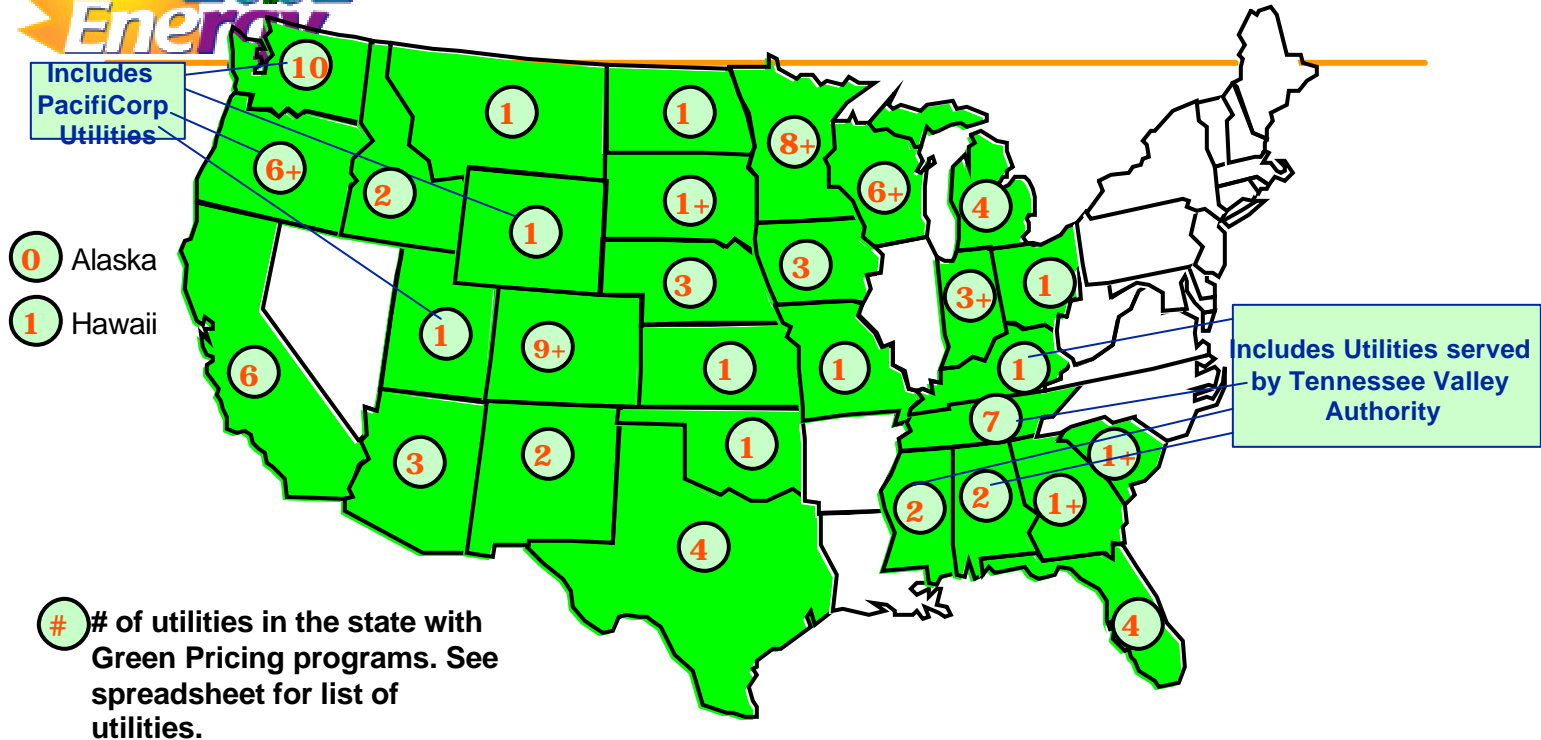 Energy
Includes
PacifiCorp
Utilities
10
1
1
8+
6+
2
1
1+
6+
4
0 Alaska
1 Hawaii
3
3
3+
1
1
9+
6
1
1
1
Includes Utilities served
by Tennessee Valley
Authority
3
2
1
7
1+
2
2
1+
4
4
# # of utilities in the state with
Green Pricing programs. See
spreadsheet for list of
utilities.